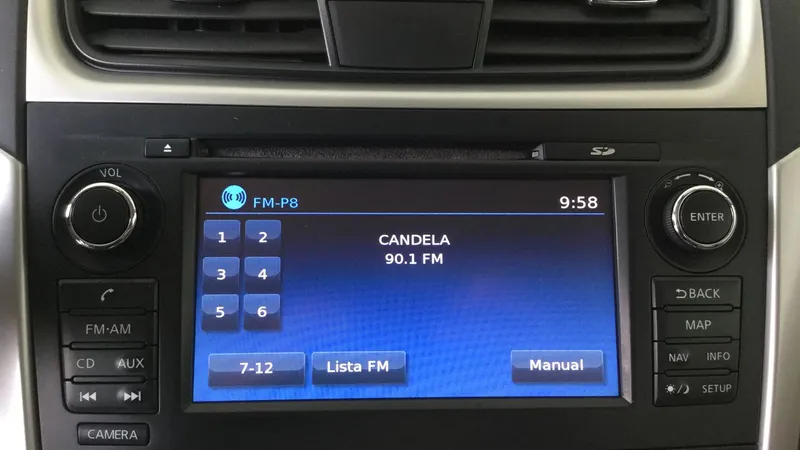 VOL
SD
FM-P8
9:58
1 2
CANDELA
3 4
90.1 FM
5 6
7-12
Lista FM
Manual
ENTER
FM·AM
CD AUX
CAMERA
BACK
MAP
NAV INFO
SETUP